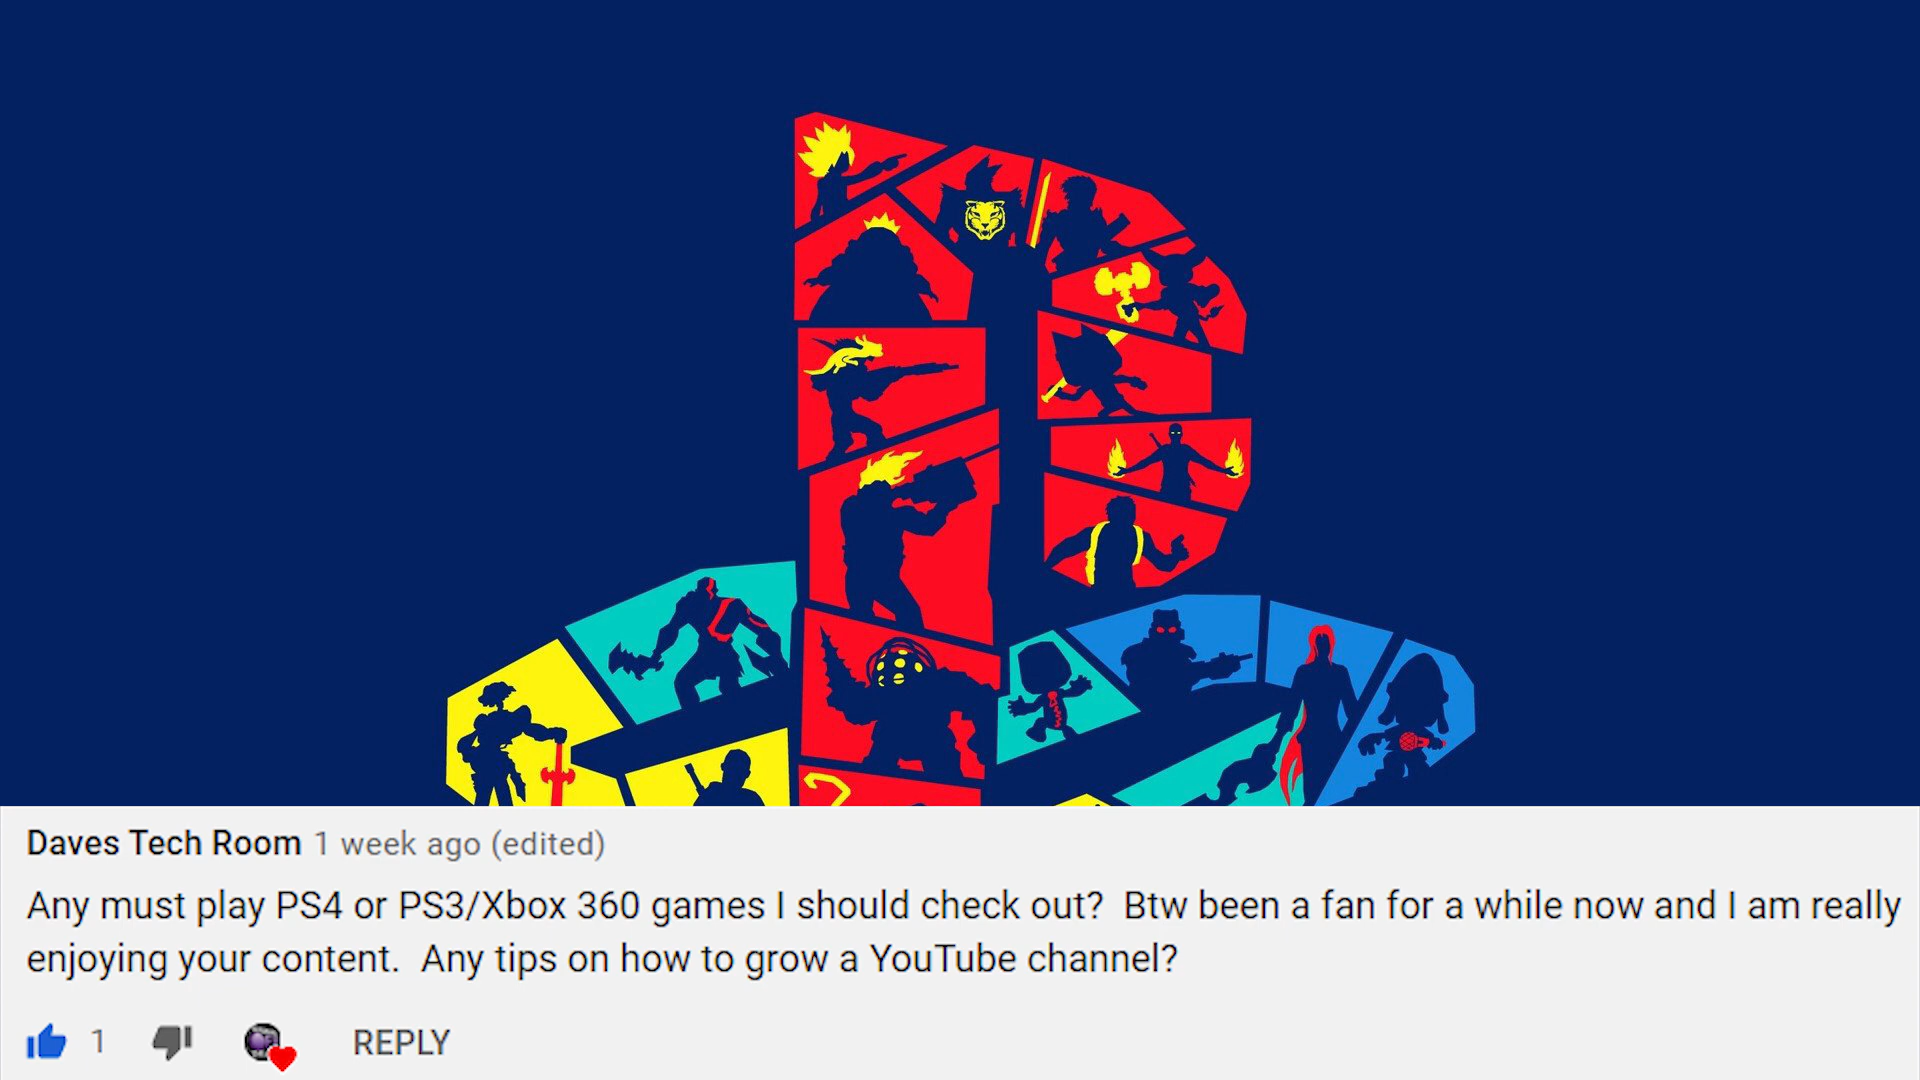 Daves Tech Room 1 week ago (edited)
Any must play PS4 or PS3/Xbox 360 games I should check out?  Btw been a fan for a while now and I am really
enjoying your content.  Any tips on how to grow a YouTube channel?
1 REPLY